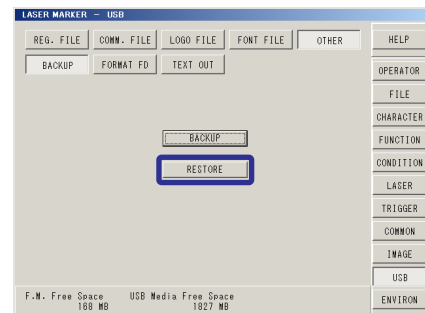 LASER MARKER - USB
REG. FILE COMM. FILE LOGO FILE FONT FILE OTHER
BACKUP FORMAT FD TEXT OUT
BACKUP
RESTORE
HELP
OPERATOR
FILE
CHARACTER
FUNCTION
CONDITION
LASER
TRIGGER
COMMON
IMAGE
USB
ENVIRON
F.M. Free Space USB Media Free Space
168 MB 1827 MB